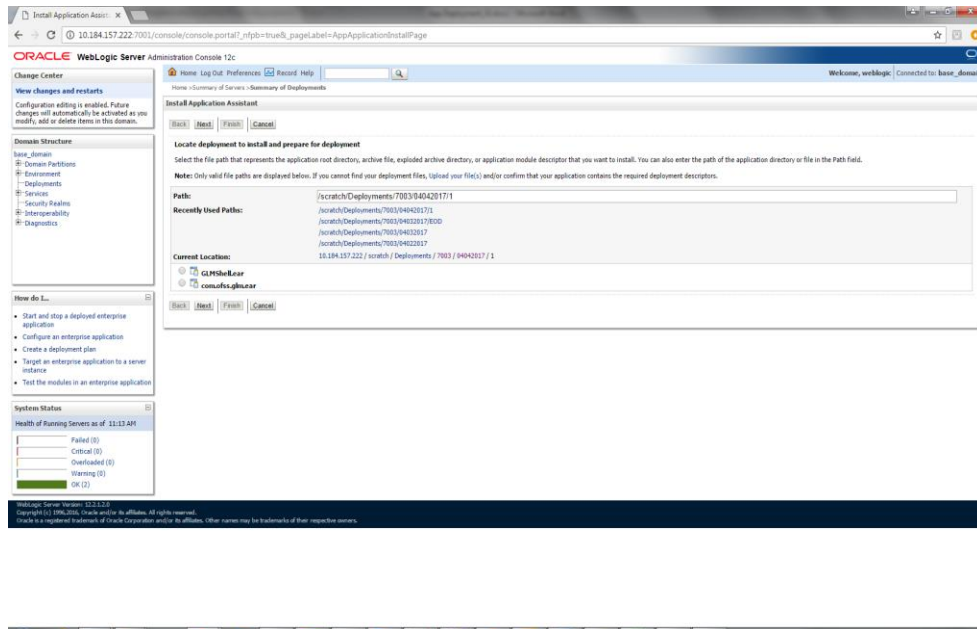 Install Application Assist
10.184.157.222:7001/console/console.portal?_nfpb=true&_pageLabel=AppApplicationInstallPage
ORACLE WebLogic Server Administration Console 12c
Change Center
View changes and restarts
Configuration editing is enabled. Future
changes will automatically be activated as you
modify, add or delete items in this domain.
Domain Structure
base_domain
Domain Partitions
Environment
Deployments
Services
Security Realms
Interoperability
Diagnostics
How do I...
Start and stop a deployed enterprise
application
Configure an enterprise application
Create a deployment plan
Target an enterprise application to a server
instance
Test the modules in an enterprise application
System Status
Health of Running Servers as of 11:13 AM
Failed (0)
Critical (0)
Overloaded (0)
Warning (0)
OK (2)
Home Log Out Preferences Record Help
Welcome, weblogic Connected to: base_domai
Home >Summary of Servers >Summary of Deployments
Install Application Assistant
Back Next Finish Cancel
Locate deployment to install and prepare for deployment
Select the file path that represents the application root directory, archive file, exploded archive directory, or application module descriptor that you want to install. You can also enter the path of the application directory or file in the Path field.
Note: Only valid file paths are displayed below. If you cannot find your deployment files, Upload your file(s) and/or confirm that your application contains the required deployment descriptors.
Path: /scratch/Deployments/7003/04042017/1
Recently Used Paths: /scratch/Deployments/7003/04042017/1
/scratch/Deployments/7003/04032017/EOD
/scratch/Deployments/7003/04032017
/scratch/Deployments/7003/04022017
Current Location: 10.184.157.222 / scratch / Deployments / 7003 / 04042017 / 1
GLMShell.ear
com.ofss.glm.ear
Back Next Finish Cancel
WebLogic Server Version: 12.2.1.2.0
Copyright (c) 1996,2016, Oracle and/or its affiliates. All rights reserved.
Oracle is a registered trademark of Oracle Corporation and/or its affiliates. Other names may be trademarks of their respective owners.